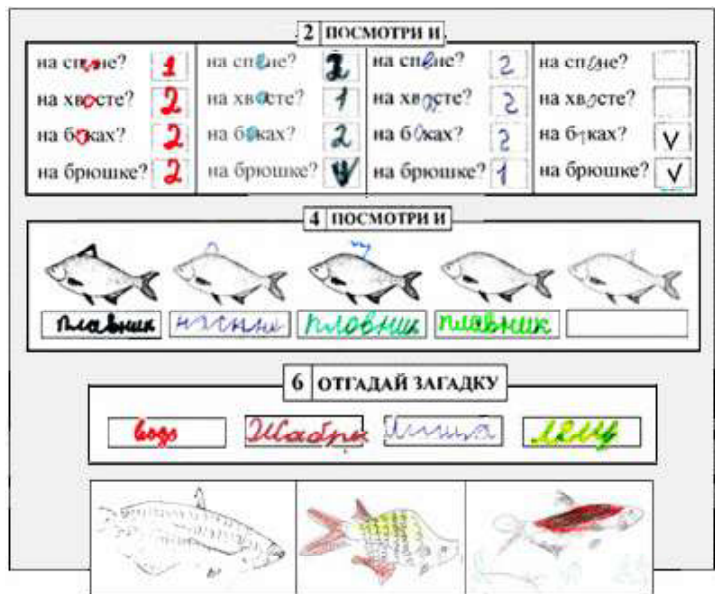 2 ПОСМОТРИ И
на спине? 1 на спине? 2 на спине? 2 на спине?
на хвосте? 2 на хвосте? 1 на хвосте? 2 на хвосте?
на боках? 2 на боках? 2 на боках? 2 на боках? V
на брюшке? 2 на брюшке? на брюшке? 1 на брюшке? V
4 ПОСМОТРИ И
плавник пловник плавник
6 ОТГАДАЙ ЗАГАДКУ
Жабры лещ